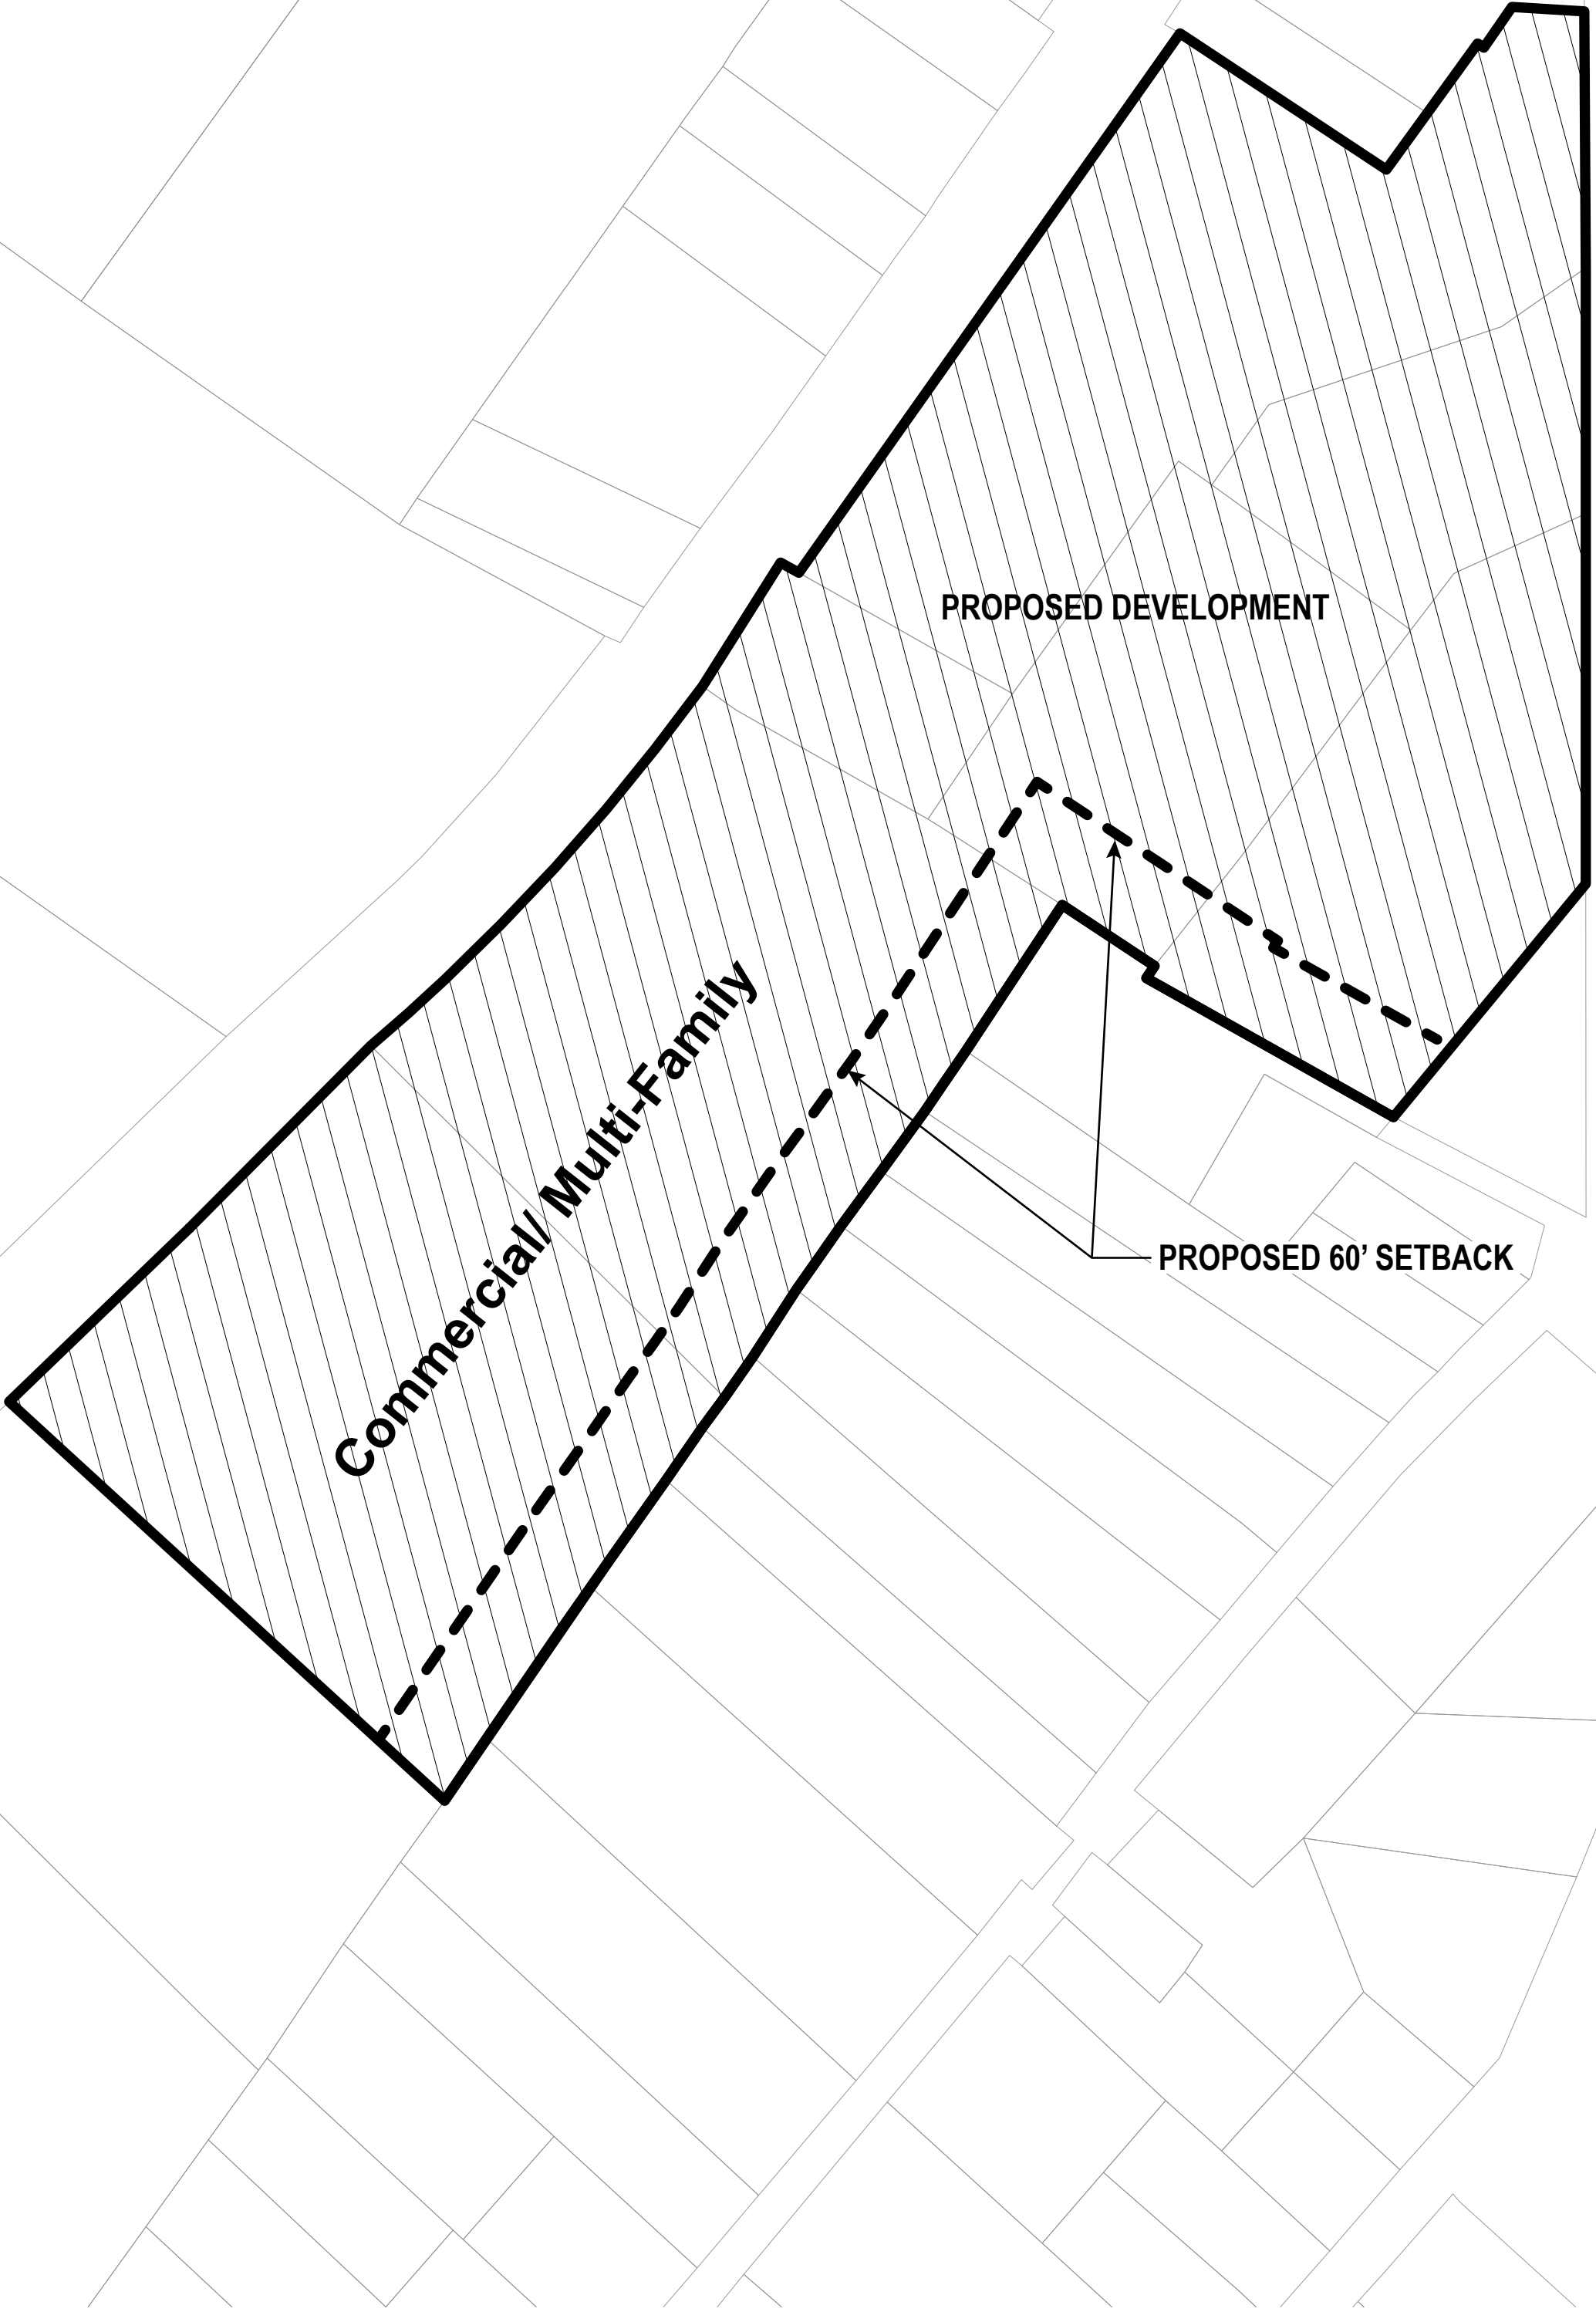 PROPOSED DEVELOPMENT
Commercial/ Multi-Family
PROPOSED 60’ SETBACK